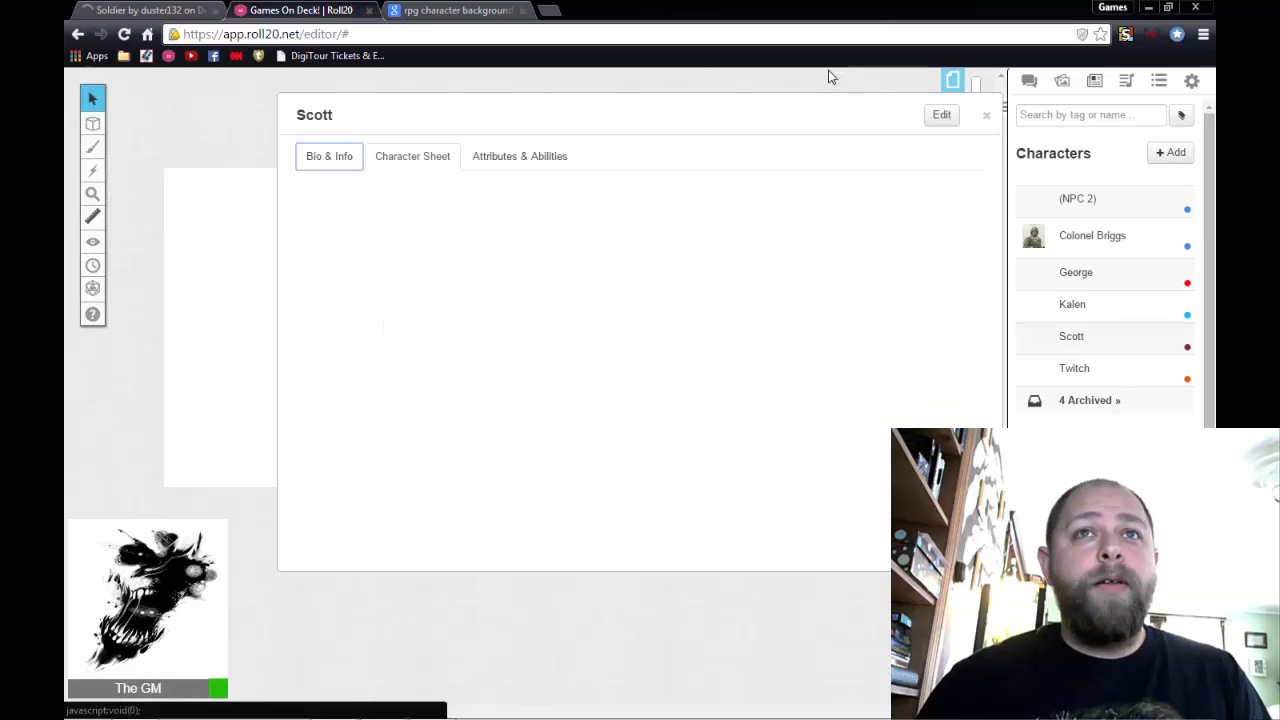 Soldier by duster132 on D
Games On Deck! | Roll20
rpg character background
Games
https://app.roll20.net/editor/#
Apps
DigiTour Tickets & E...
Scott
Edit
Bio & Info
Character Sheet
Attributes & Abilities
Search by tag or name...
Characters
+ Add
(NPC 2)
Colonel Briggs
George
Kalen
Scott
Twitch
4 Archived »
The GM
javascript:void(0);